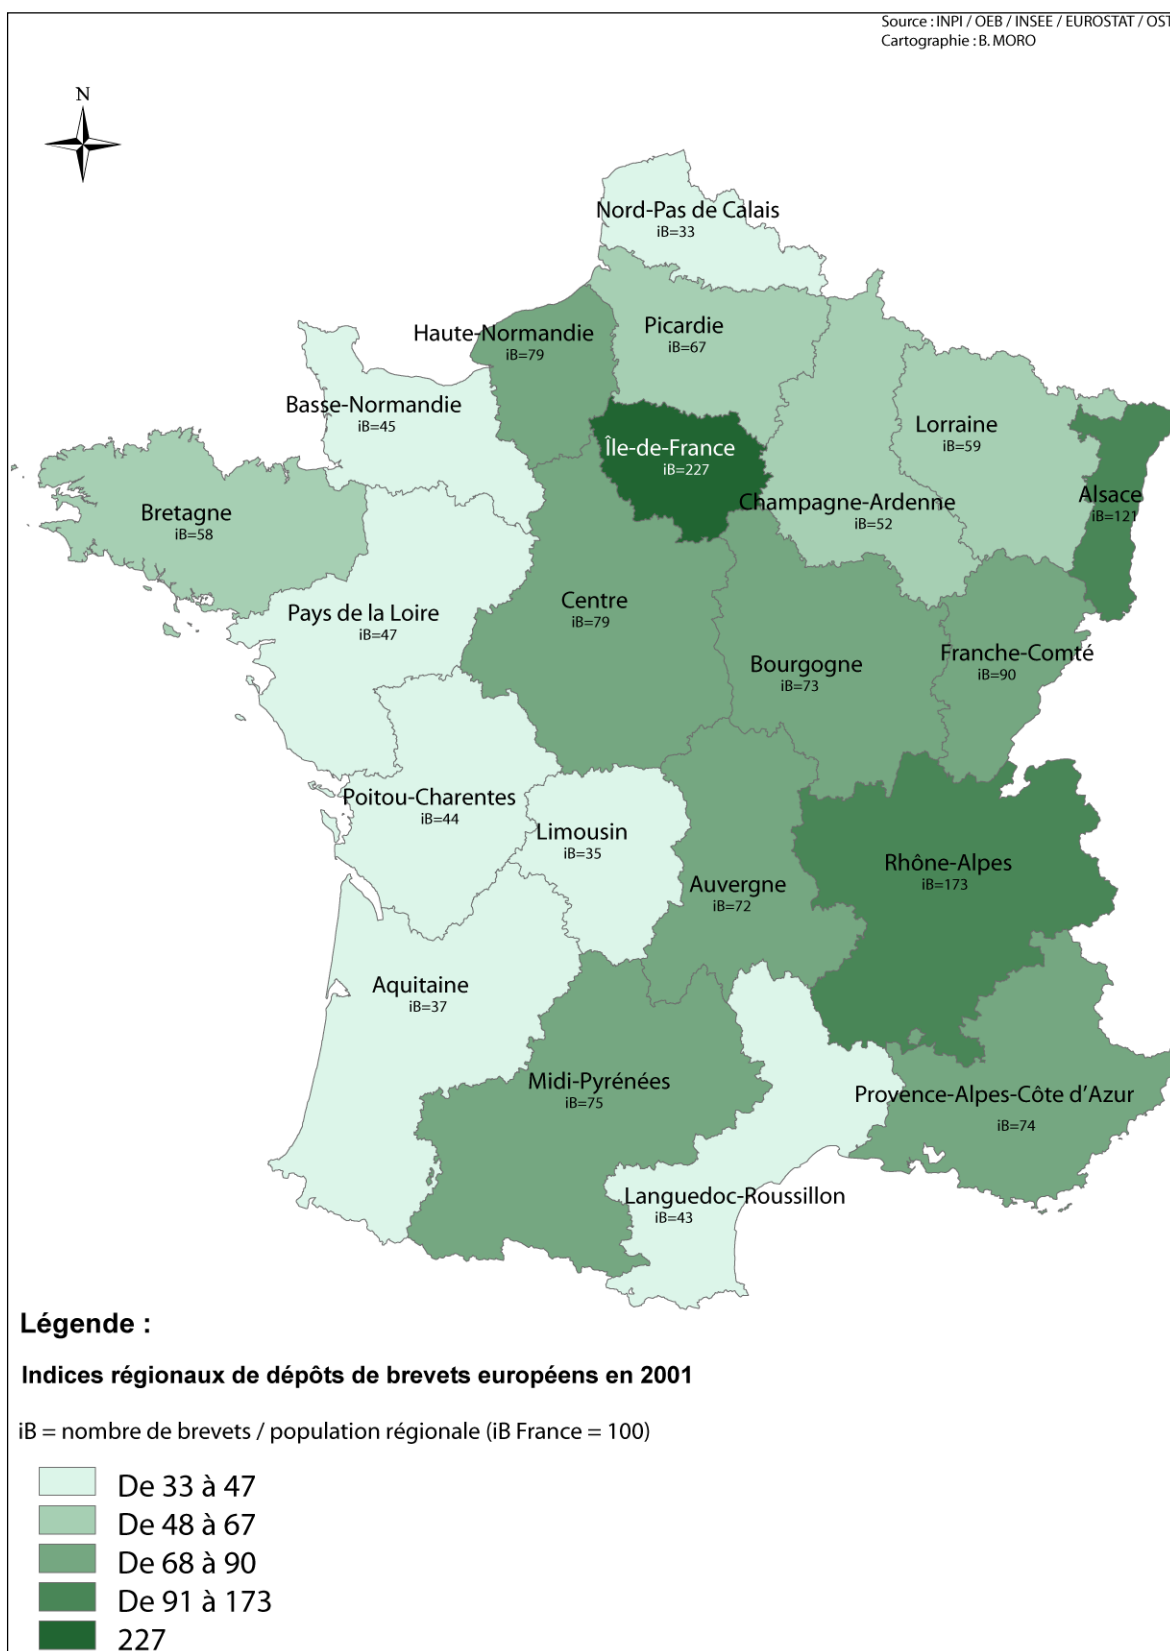 Source : INPI / OEB / INSEE / EUROSTAT / OST
Cartographie : B. MORO
N
Nord-Pas de Calais
iB=33
Haute-Normandie
iB=79
Picardie
iB=67
Basse-Normandie
iB=45
Île-de-France
iB=227
Lorraine
iB=59
Champagne-Ardenne
iB=52
Alsace
iB=121
Bretagne
iB=58
Pays de la Loire
iB=47
Centre
iB=79
Bourgogne
iB=73
Franche-Comté
iB=90
Poitou-Charentes
iB=44
Limousin
iB=35
Auvergne
iB=72
Rhône-Alpes
iB=173
Aquitaine
iB=37
Midi-Pyrénées
iB=75
Provence-Alpes-Côte d’Azur
iB=74
Languedoc-Roussillon
iB=43
Légende :
Indices régionaux de dépôts de brevets européens en 2001
iB = nombre de brevets / population régionale (iB France = 100)
De 33 à 47
De 48 à 67
De 68 à 90
De 91 à 173
227